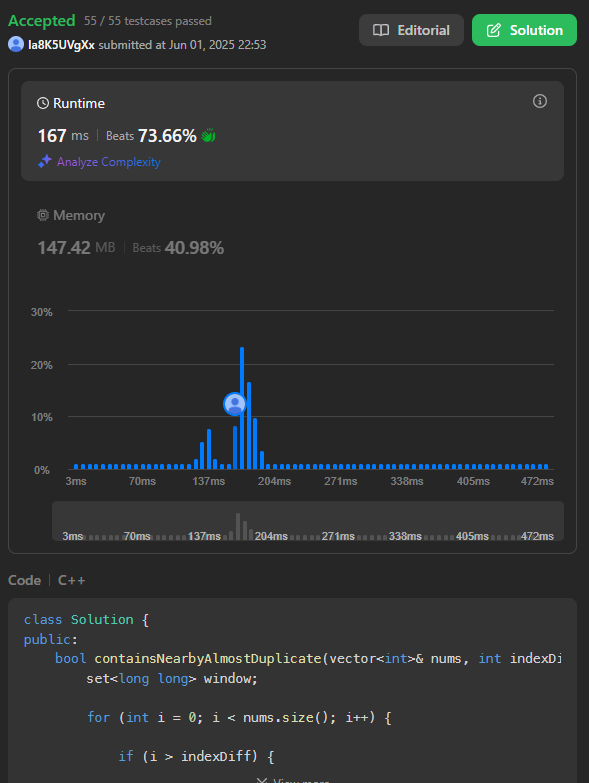 Accepted 55 / 55 testcases passed
la8K5UVgXx submitted at Jun 01, 2025 22:53
Editorial
Solution
Runtime
167 ms | Beats 73.66%
Analyze Complexity
Memory
147.42 MB | Beats 40.98%
30%
20%
10%
0%
3ms 70ms 137ms 204ms 271ms 338ms 405ms 472ms
3ms 70ms 137ms 204ms 271ms 338ms 405ms 472ms
Code | C++
class Solution {
public:
    bool containsNearbyAlmostDuplicate(vector<int>& nums, int indexDi
        set<long long> window;
        for (int i = 0; i < nums.size(); i++) {
            if (i > indexDiff) {
View more